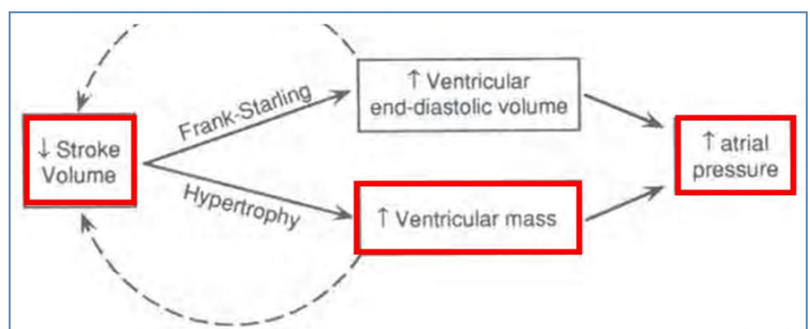 ↓ Stroke
Volume
Frank-Starling
Hypertrophy
↑ Ventricular
end-diastolic volume
↑ Ventricular mass
↑ atrial
pressure